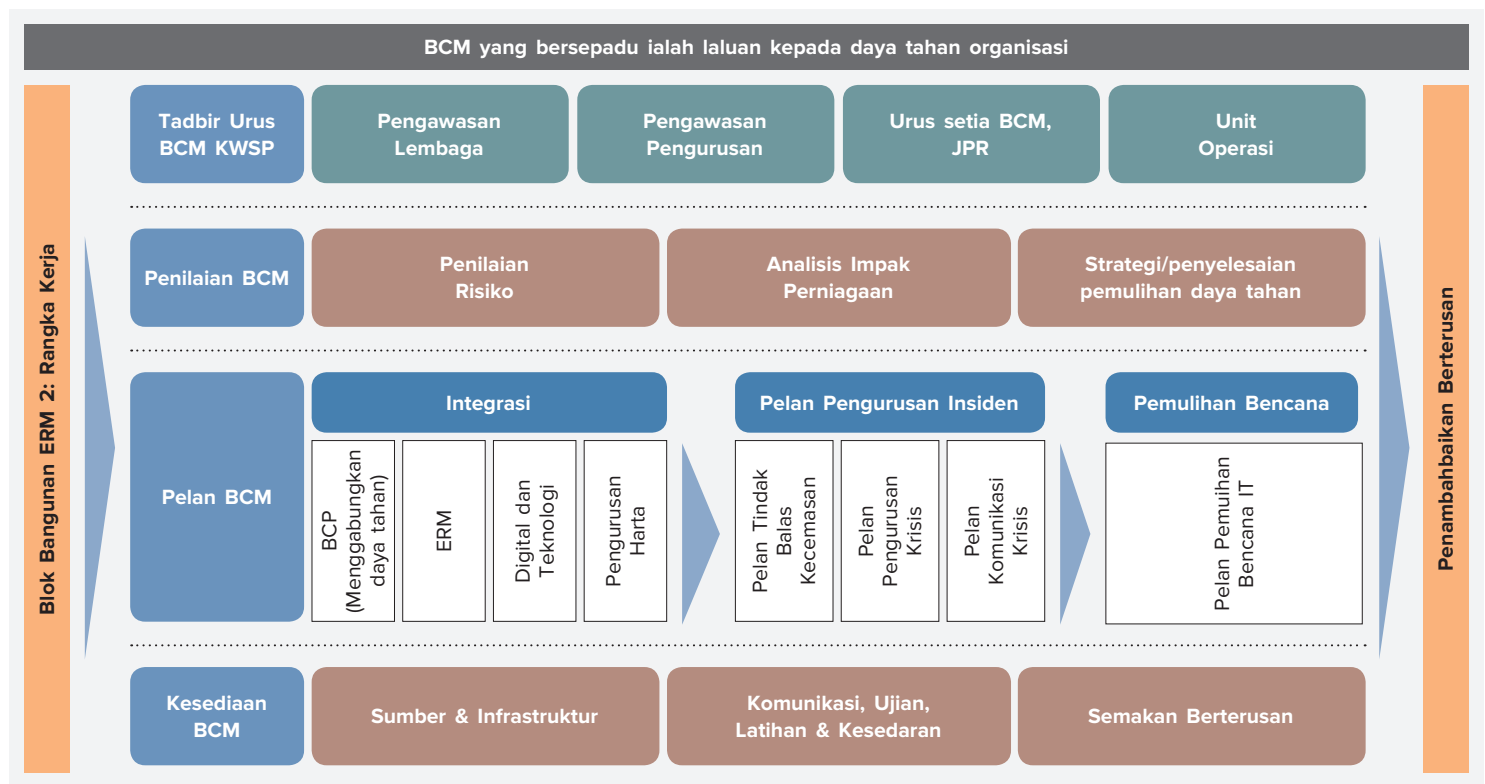 BCM yang bersepadu ialah laluan kepada daya tahan organisasi
Blok Bangunan ERM 2: Rangka Kerja
Tadbir Urus
BCM KWSP
Pengawasan
Lembaga
Pengawasan
Pengurusan
Urus setia BCM,
JPR
Unit
Operasi
Penilaian BCM
Penilaian
Risiko
Analisis Impak
Perniagaan
Strategi/penyelesaian
pemulihan daya tahan
Pelan BCM
Integrasi
BCP
(Menggabungkan
daya tahan)
ERM
Digital dan
Teknologi
Pengurusan
Harta
Pelan Pengurusan Insiden
Pelan Tindak
Balas
Kecemasan
Pelan
Pengurusan
Krisis
Pelan
Komunikasi
Krisis
Pemulihan Bencana
Pelan Pemuihan
Bencana IT
Kesediaan
BCM
Sumber & Infrastruktur
Komunikasi, Ujian,
Latihan & Kesedaran
Semakan Berterusan
Penambahbaikan Berterusan